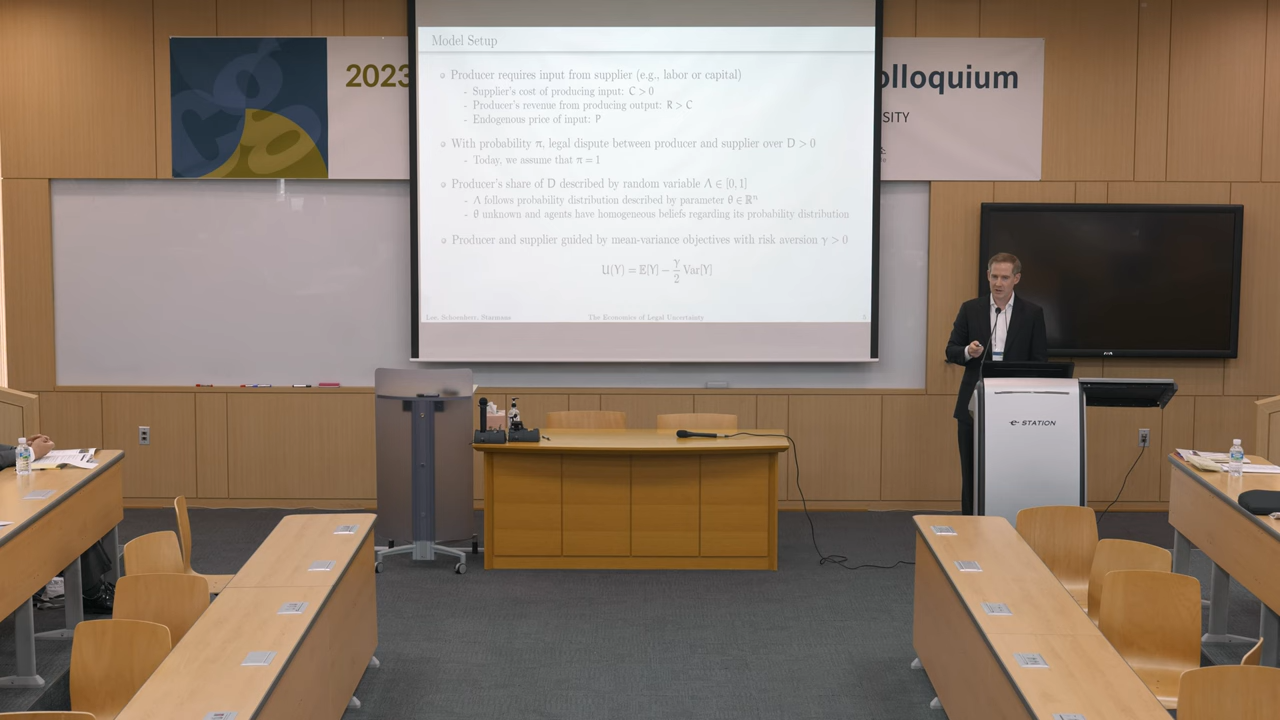 Model Setup
Producer requires input from supplier (e.g., labor or capital)
- Supplier's cost of producing input: C > 0
- Producer's revenue from producing output: R > C
- Endogenous price of input: P
With probability π, legal dispute between producer and supplier over D > 0
- Today, we assume that π = 1
Producer's share of D described by random variable Λ ∈ [0, 1]
- Λ follows probability distribution described by parameter θ ∈ ℝⁿ
- θ unknown and agents have homogeneous beliefs regarding its probability distribution
Producer and supplier guided by mean-variance objectives with risk aversion γ > 0
U(Y) = 𝔼[Y] − γ/2 Var[Y]
The Economics of Legal Uncertainty
2023
olloquium
SITY
e-STATION